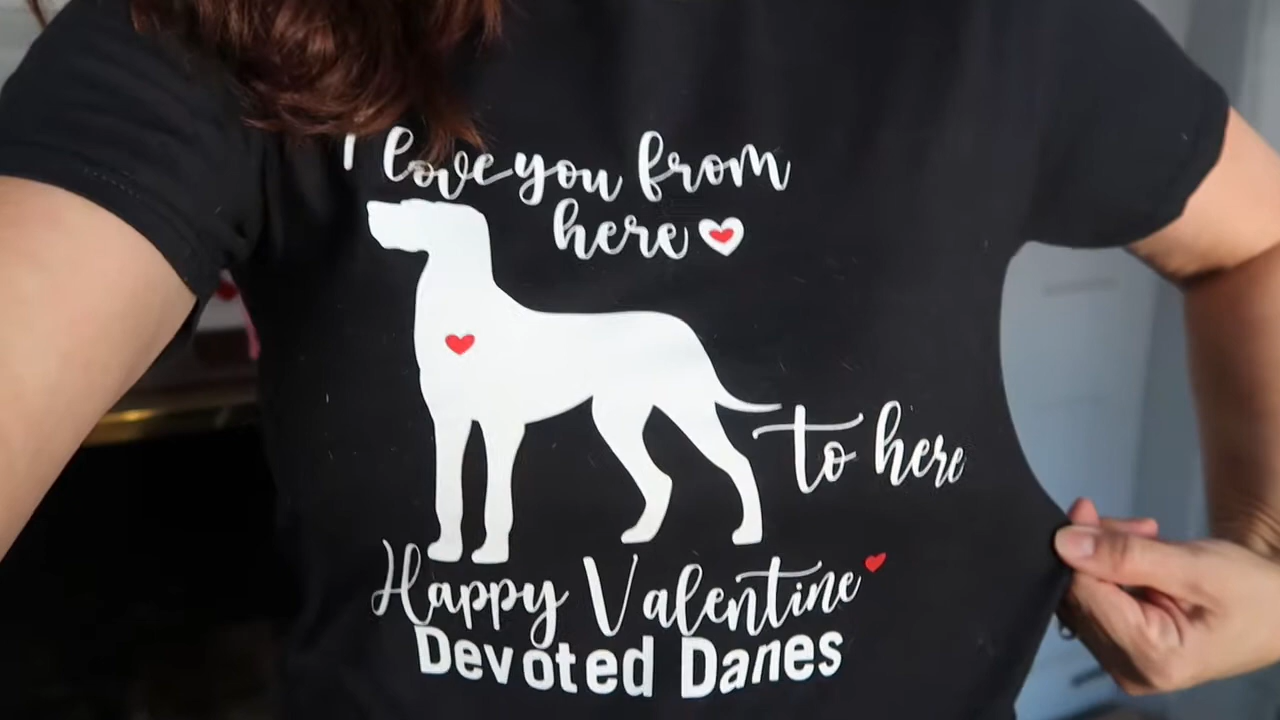 I love you from
here
to here
Happy Valentine
Devoted Danes